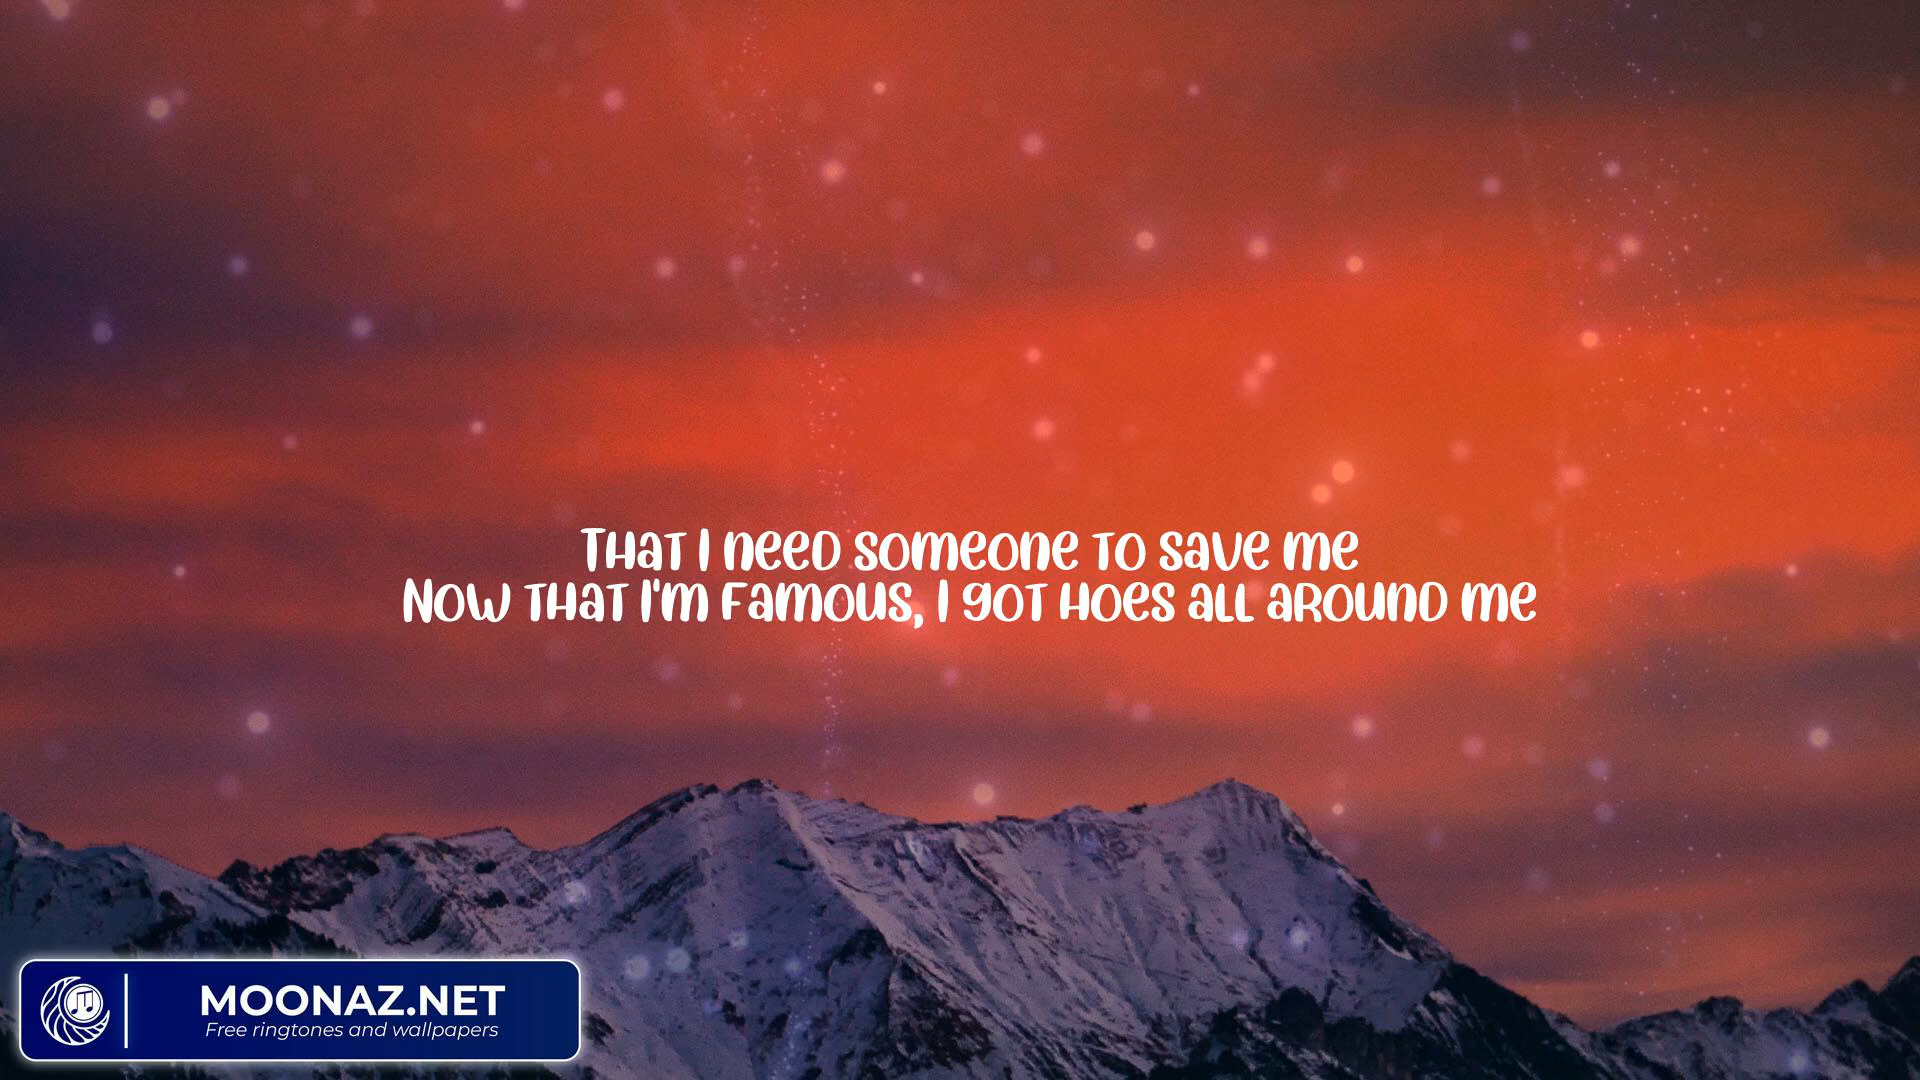 That I need someone to save me
Now that I'm famous, I got hoes all around me
MOONAZ.NET
Free ringtones and wallpapers